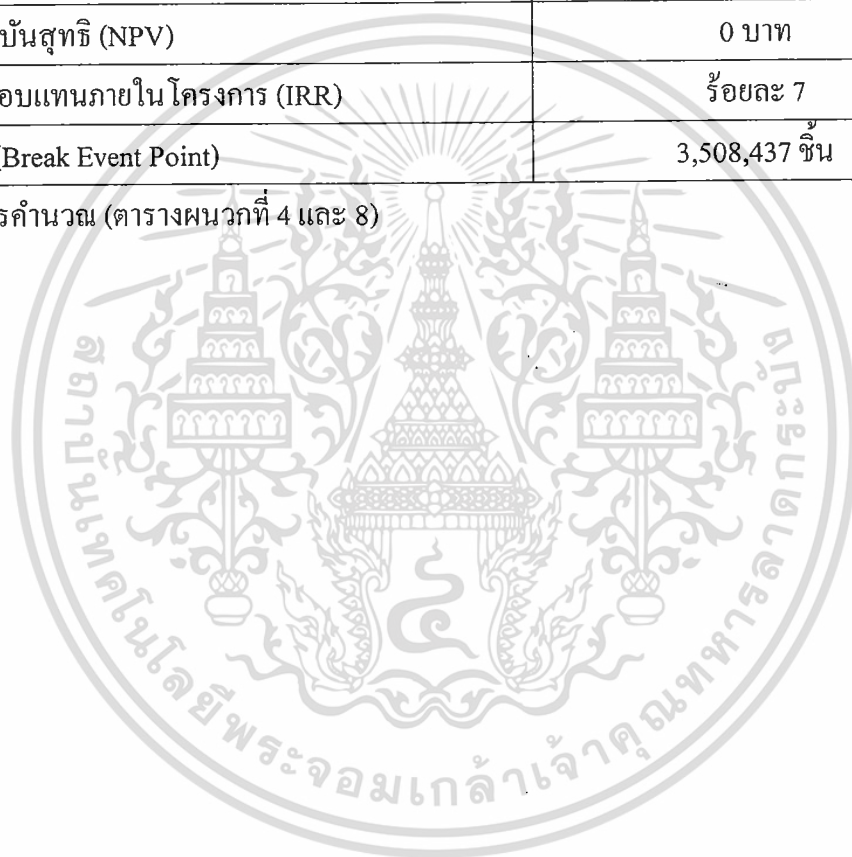 บันสุทธิ (NPV) 0 บาท
อบแทนภายในโครงการ (IRR) ร้อยละ 7
(Break Event Point) 3,508,437 ชิ้น
รคำนวณ (ตารางผนวกที่ 4 และ 8)
สถาบันเทคโนโลยีพระจอมเกล้าเจ้าคุณทหารลาดกระบัง